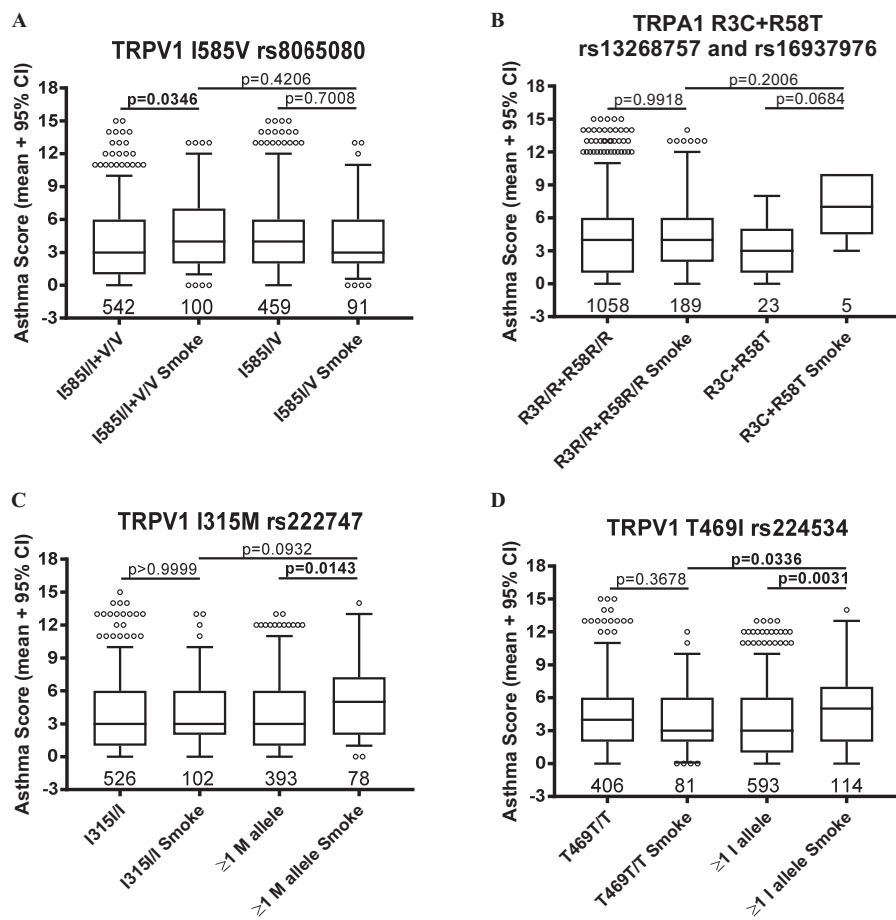 A
TRPV1 I585V rs8065080
p=0.4206
p=0.0346
p=0.7008
Asthma Score (mean + 95% CI)
18
15
12
9
6
3
0
-3
542
100
459
91
I585I/I+V/V
I585I/I+V/V Smoke
I585I/V
I585I/V Smoke
B
TRPA1 R3C+R58T
rs13268757 and rs16937976
p=0.2006
p=0.9918
p=0.0684
Asthma Score (mean + 95% CI)
18
15
12
9
6
3
0
-3
1058
189
23
5
R3R/R+R58R/R
R3R/R+R58R/R Smoke
R3C+R58T
R3C+R58T Smoke
C
TRPV1 I315M rs222747
p=0.0932
p>0.9999
p=0.0143
Asthma Score (mean + 95% CI)
18
15
12
9
6
3
0
-3
526
102
393
78
I315I/I
I315I/I Smoke
≥1 M allele
≥1 M allele Smoke
D
TRPV1 T469I rs224534
p=0.0336
p=0.3678
p=0.0031
Asthma Score (mean + 95% CI)
18
15
12
9
6
3
0
-3
406
81
593
114
T469T/T
T469T/T Smoke
≥1 I allele
≥1 I allele Smoke